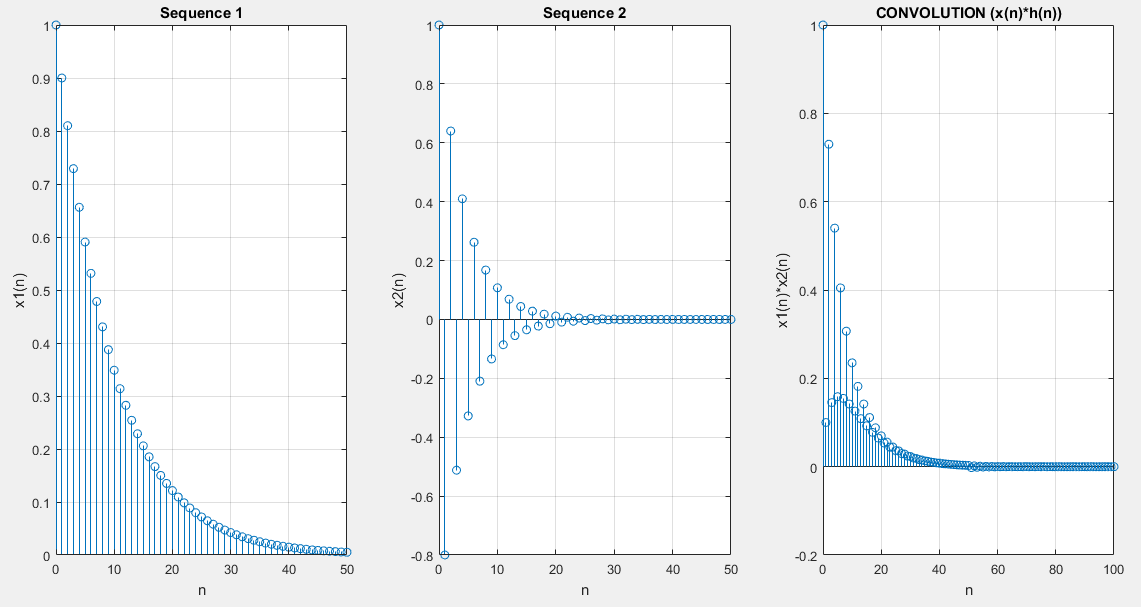 Sequence 1
1
0.9
0.8
0.7
0.6
0.5
0.4
0.3
0.2
0.1
0
x1(n)
0 10 20 30 40 50
n
Sequence 2
1
0.8
0.6
0.4
0.2
0
-0.2
-0.4
-0.6
-0.8
x2(n)
0 10 20 30 40 50
n
CONVOLUTION (x(n)*h(n))
1
0.8
0.6
0.4
0.2
0
-0.2
x1(n)*x2(n)
0 20 40 60 80 100
n